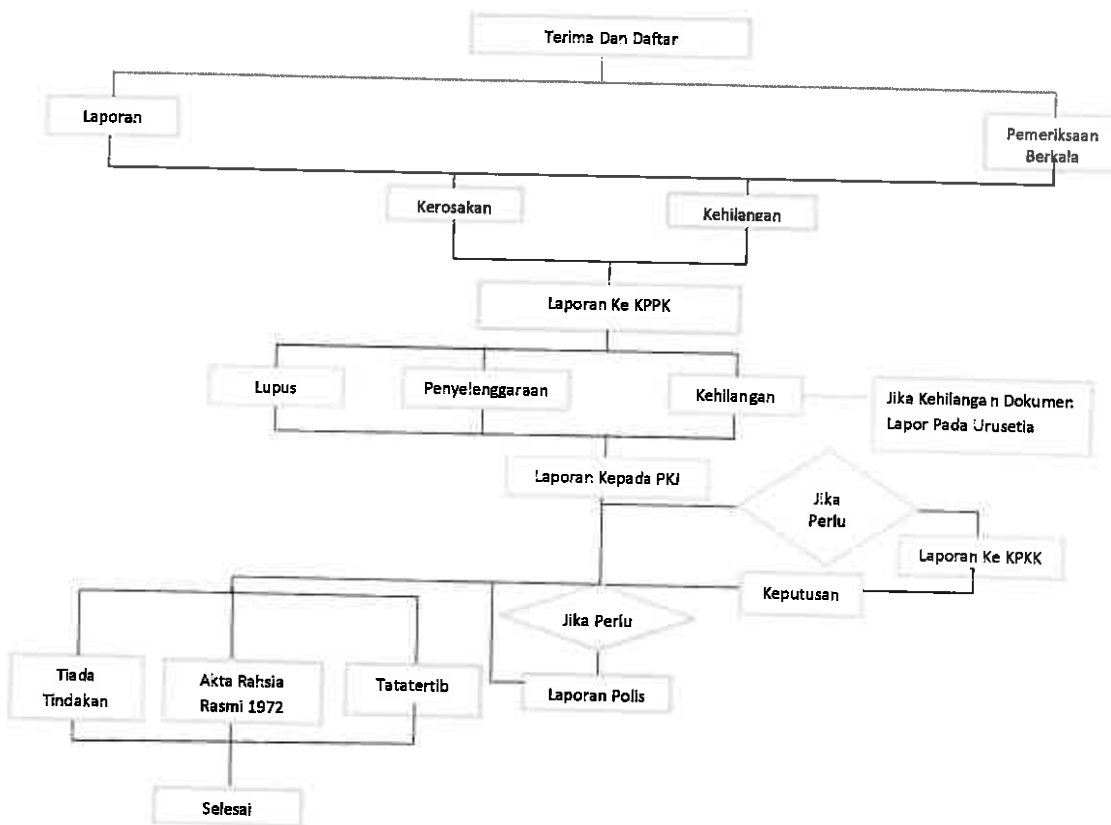 Terima Dan Daftar
Laporan
Pemeriksaan
Berkala
Kerosakan
Kehilangan
Laporan Ke KPPK
Lupus
Penyelenggaraan
Kehilangan
Jika Kehilangan Dokumen
Lapor Pada Urusetia
Laporan Kepada PKJ
Jika
Perlu
Laporan Ke KPKK
Keputusan
Jika Perlu
Tiada
Tindakan
Akta Rahsia
Rasmi 1972
Tatatertib
Laporan Polis
Selesai